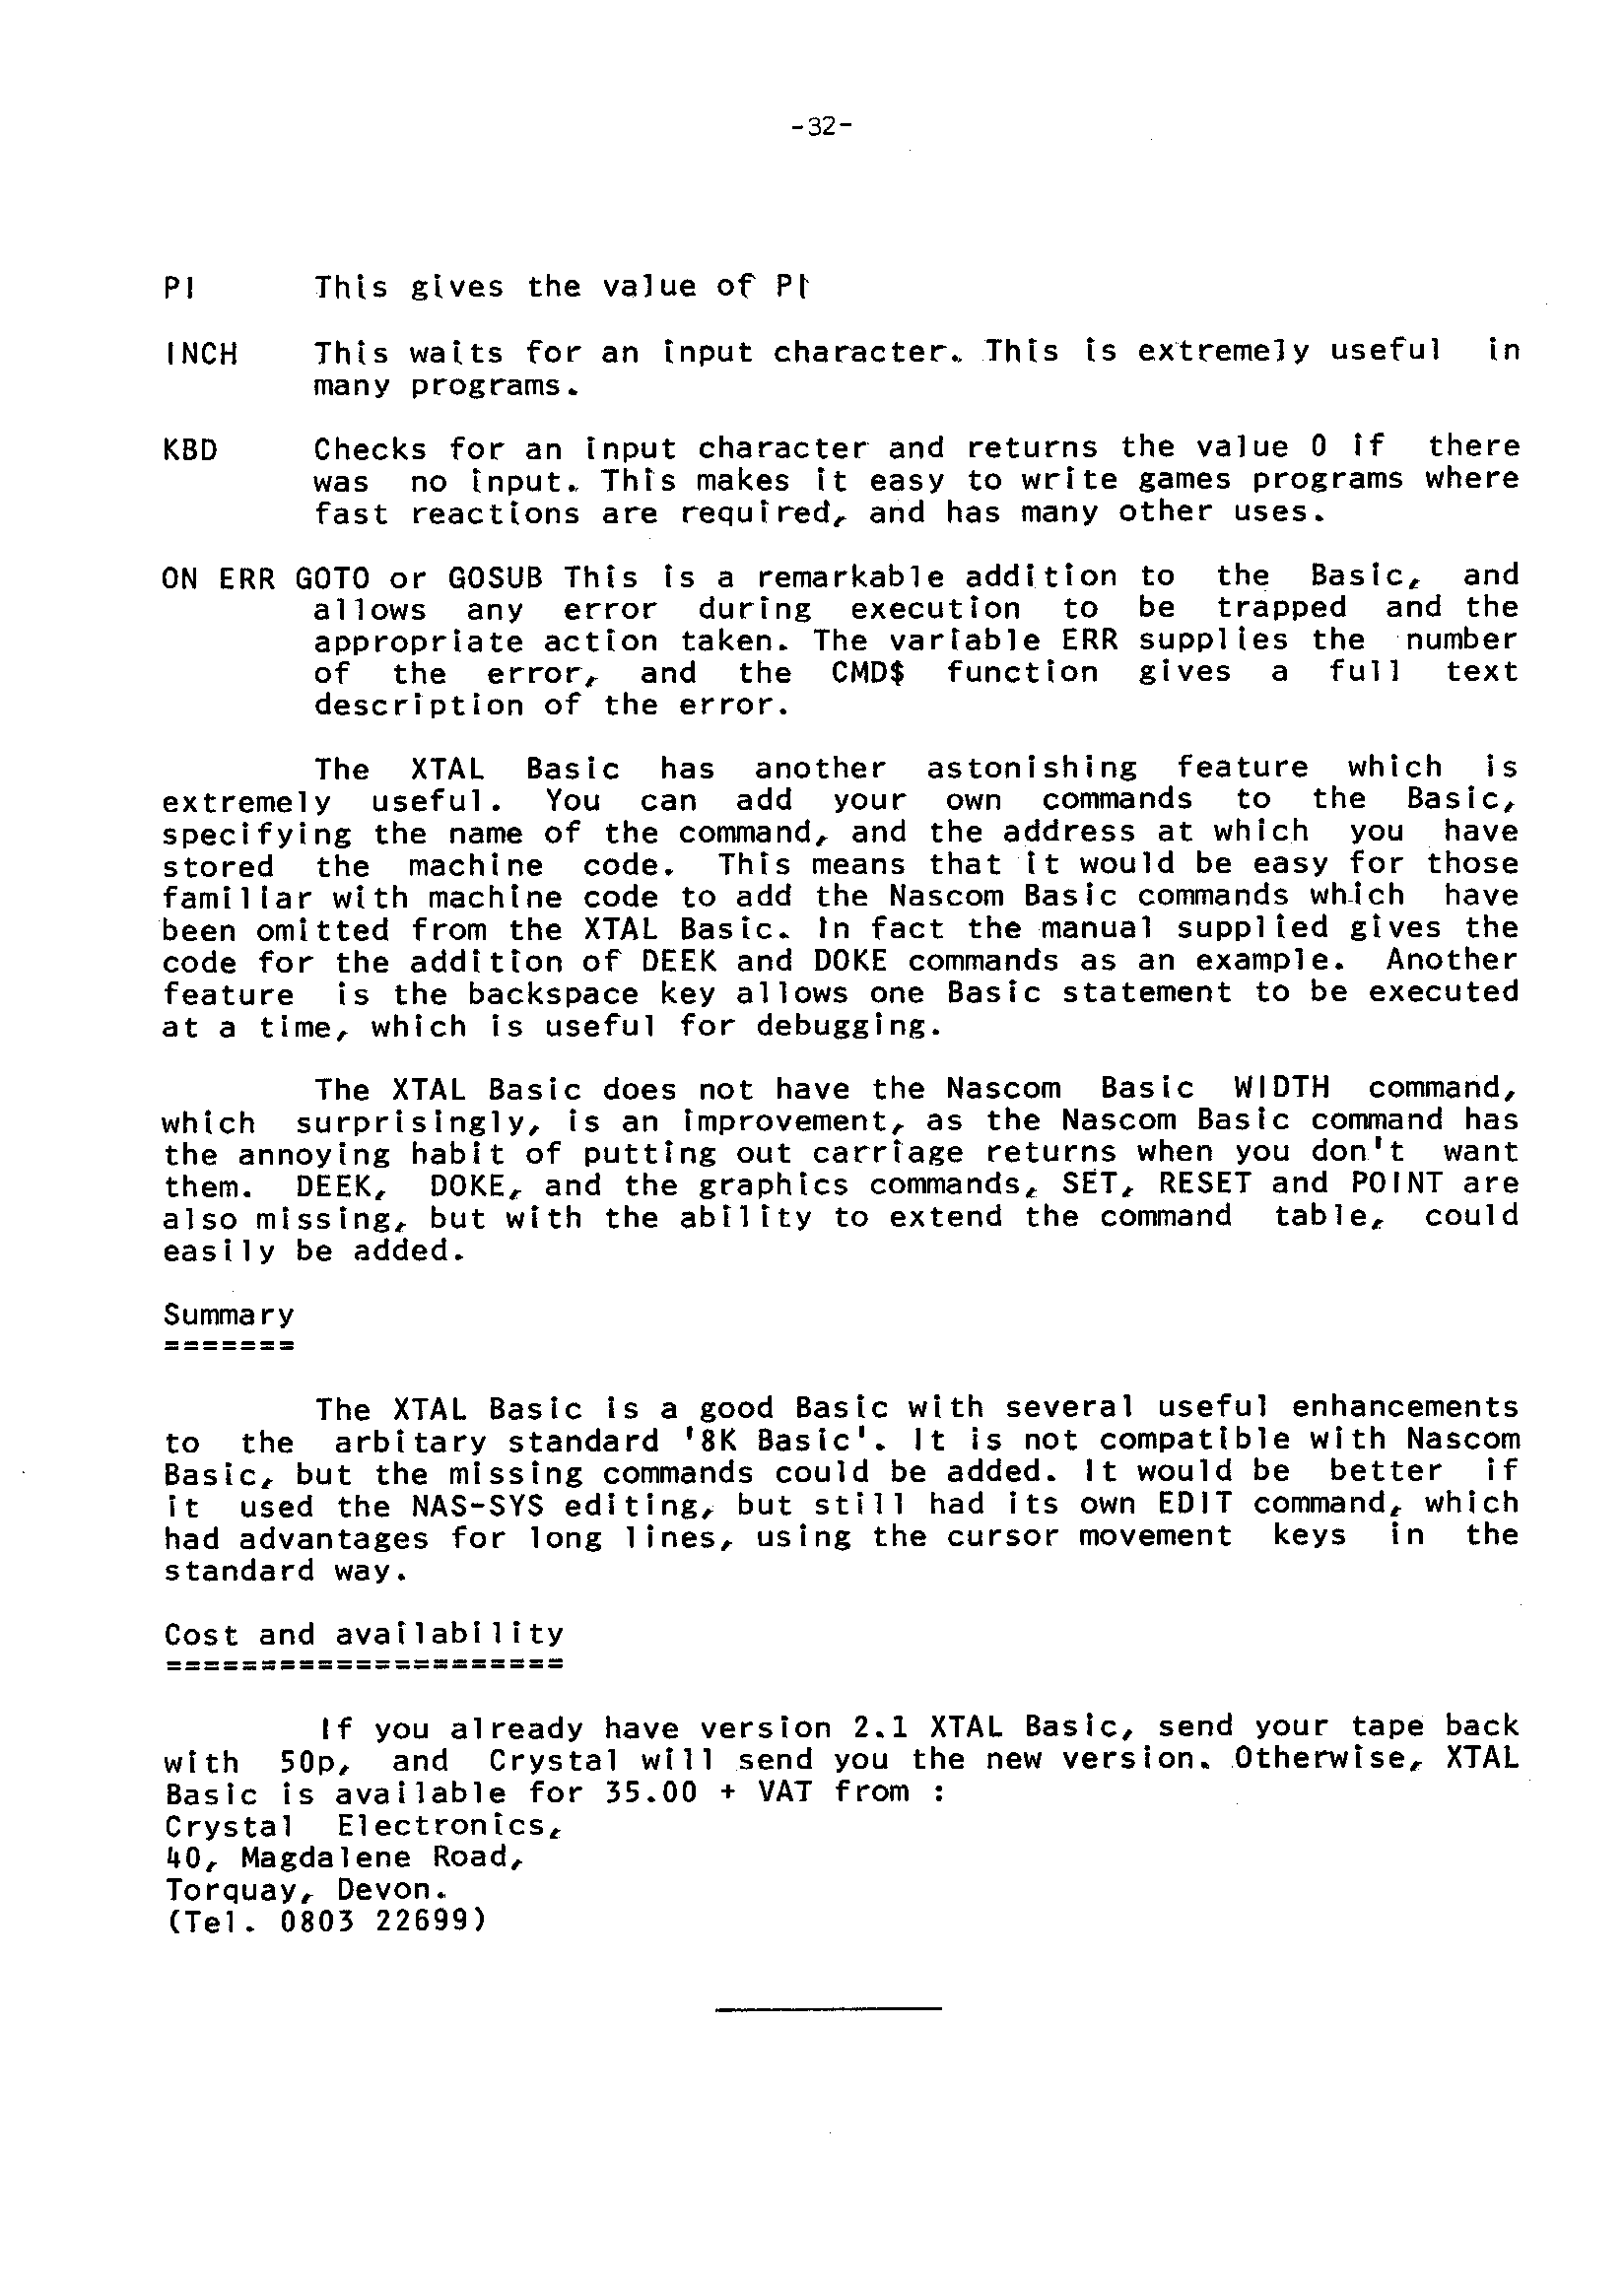 -32-
PI This gives the value of PI
INCH This waits for an input character. This is extremely useful in
many programs.
KBD Checks for an input character and returns the value 0 if there
was no input. This makes it easy to write games programs where
fast reactions are required, and has many other uses.
ON ERR GOTO or GOSUB This is a remarkable addition to the Basic, and
allows any error during execution to be trapped and the
appropriate action taken. The variable ERR supplies the number
of the error, and the CMD$ function gives a full text
description of the error.
The XTAL Basic has another astonishing feature which is
extremely useful. You can add your own commands to the Basic,
specifying the name of the command, and the address at which you have
stored the machine code. This means that it would be easy for those
familiar with machine code to add the Nascom Basic commands which have
been omitted from the XTAL Basic. In fact the manual supplied gives the
code for the addition of DEEK and DOKE commands as an example. Another
feature is the backspace key allows one Basic statement to be executed
at a time, which is useful for debugging.
The XTAL Basic does not have the Nascom Basic WIDTH command,
which surprisingly, is an improvement, as the Nascom Basic command has
the annoying habit of putting out carriage returns when you don't want
them. DEEK, DOKE, and the graphics commands, SET, RESET and POINT are
also missing, but with the ability to extend the command table, could
easily be added.
Summary
=======
The XTAL Basic is a good Basic with several useful enhancements
to the arbitary standard '8K Basic'. It is not compatible with Nascom
Basic, but the missing commands could be added. It would be better if
it used the NAS-SYS editing, but still had its own EDIT command, which
had advantages for long lines, using the cursor movement keys in the
standard way.
Cost and availability
=====================
If you already have version 2.1 XTAL Basic, send your tape back
with 50p, and Crystal will send you the new version. Otherwise, XTAL
Basic is available for 35.00 + VAT from :
Crystal Electronics,
40, Magdalene Road,
Torquay, Devon.
(Tel. 0803 22699)